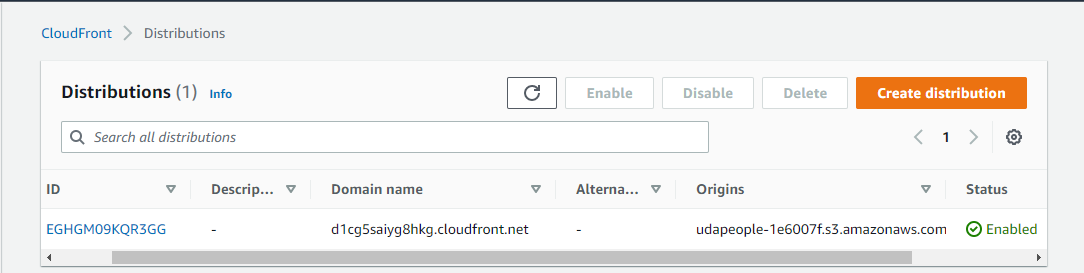 CloudFront > Distributions
Distributions (1) Info Enable Disable Delete Create distribution
Search all distributions 1
ID Descrip... Domain name Alterna... Origins Status
EGHGM09KQR3GG - d1cg5saiyg8hkg.cloudfront.net - udapeople-1e6007f.s3.amazonaws.com Enabled